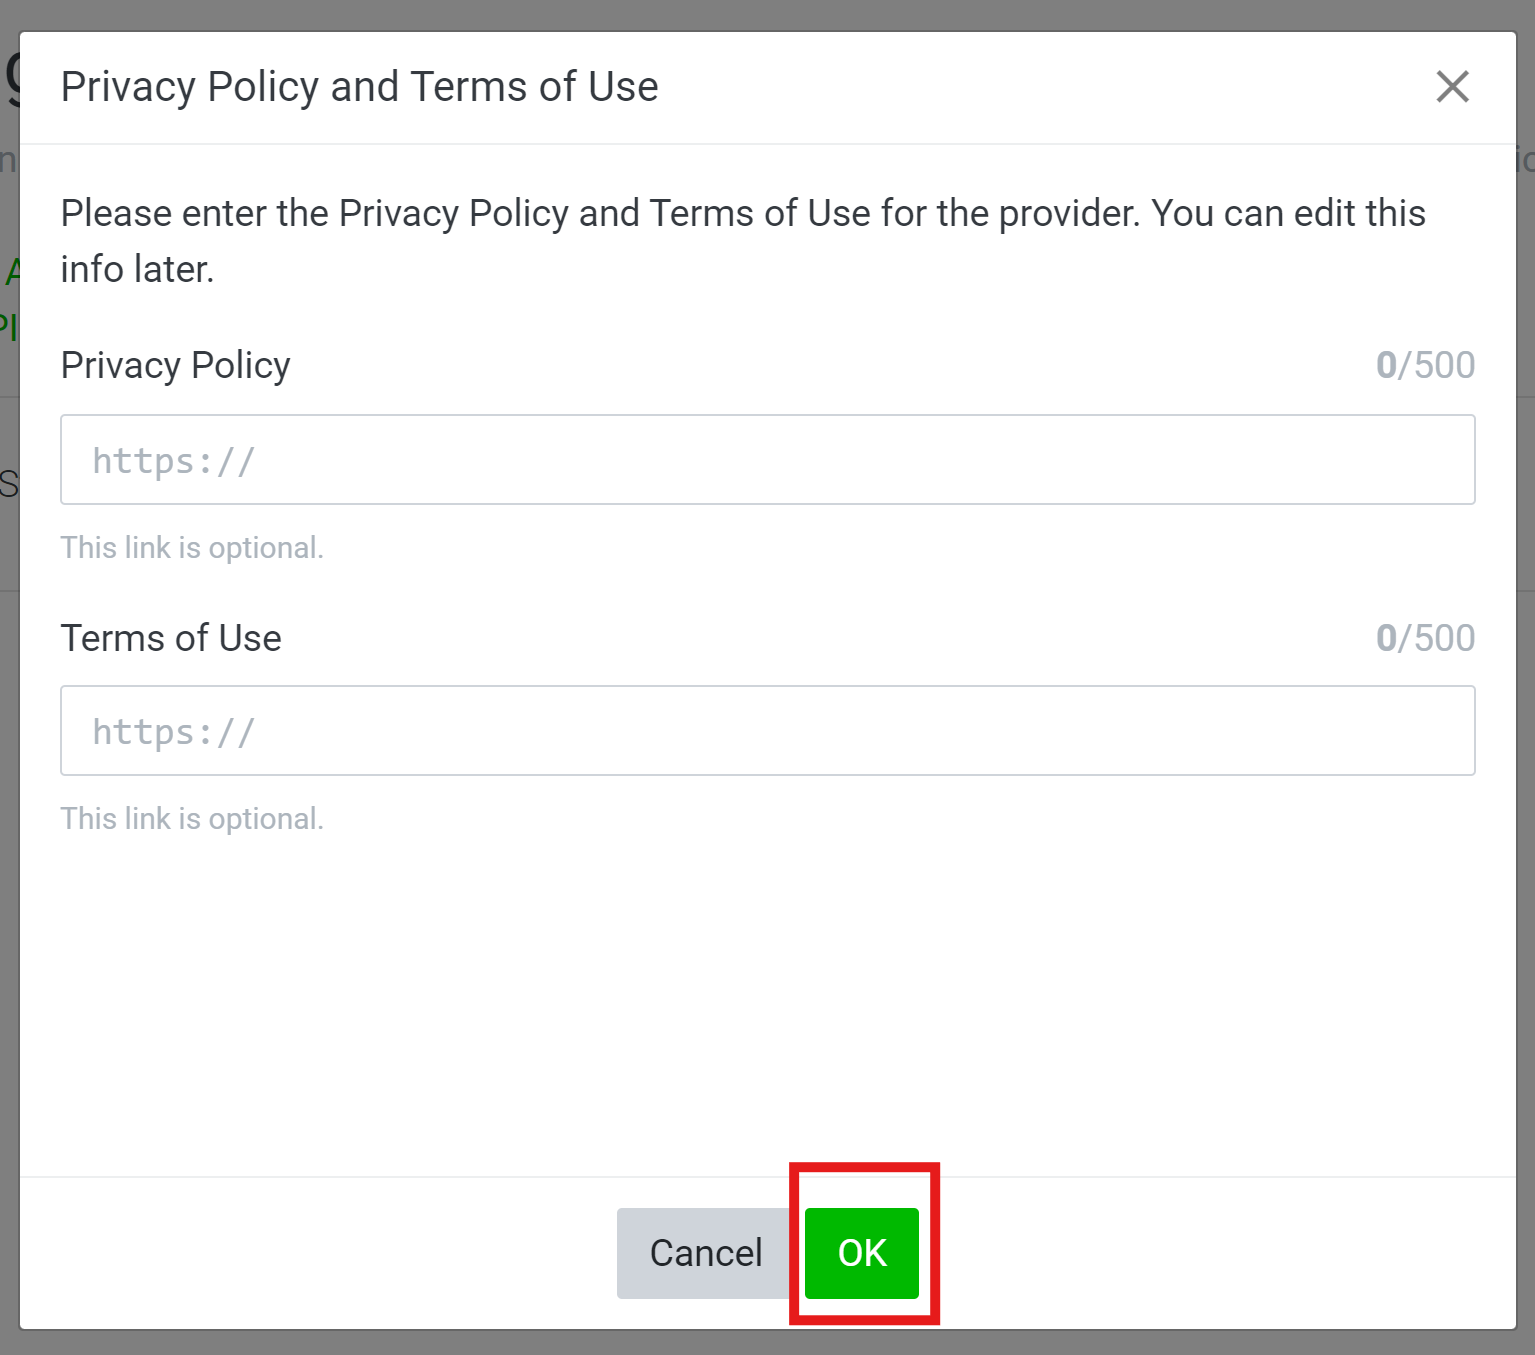 Privacy Policy and Terms of Use
Please enter the Privacy Policy and Terms of Use for the provider. You can edit this
info later.
Privacy Policy 0/500
https://
This link is optional.
Terms of Use 0/500
https://
This link is optional.
Cancel OK